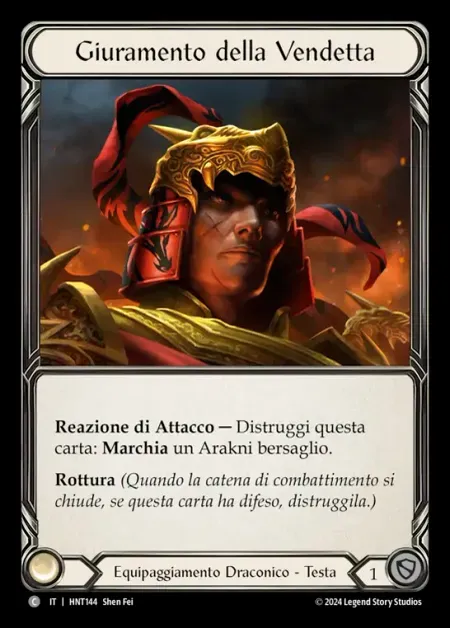 Giuramento della Vendetta
Reazione di Attacco — Distruggi questa
carta: Marchia un Arakni bersaglio.
Rottura (Quando la catena di combattimento si
chiude, se questa carta ha difeso, distruggila.)
Equipaggiamento Draconico - Testa
1
C IT | HNT144 Shen Fei
© 2024 Legend Story Studios